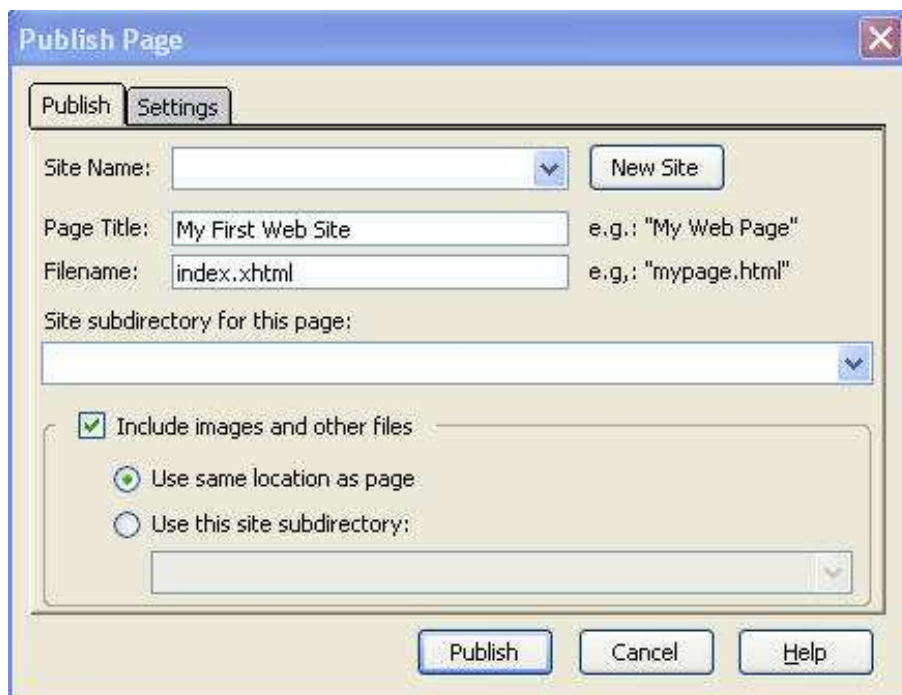 Publish Page
Publish Settings
Site Name: New Site
Page Title: My First Web Site e.g.: "My Web Page"
Filename: index.xhtml e.g,: "mypage.html"
Site subdirectory for this page:
Include images and other files
Use same location as page
Use this site subdirectory:
Publish Cancel Help